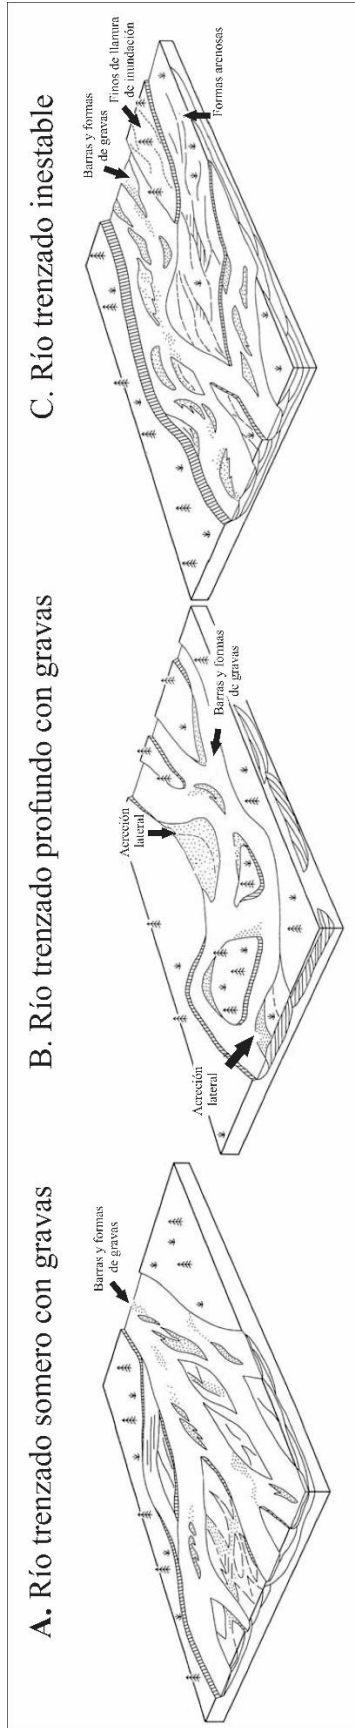 A. Río trenzado somero con gravas
Barras y formas
de gravas
B. Río trenzado profundo con gravas
Acreción
lateral
Acreción
lateral
Barras y formas
de gravas
C. Río trenzado inestable
Barras y formas
de gravas
Finos de llanura
de inundación
Formas arenosas